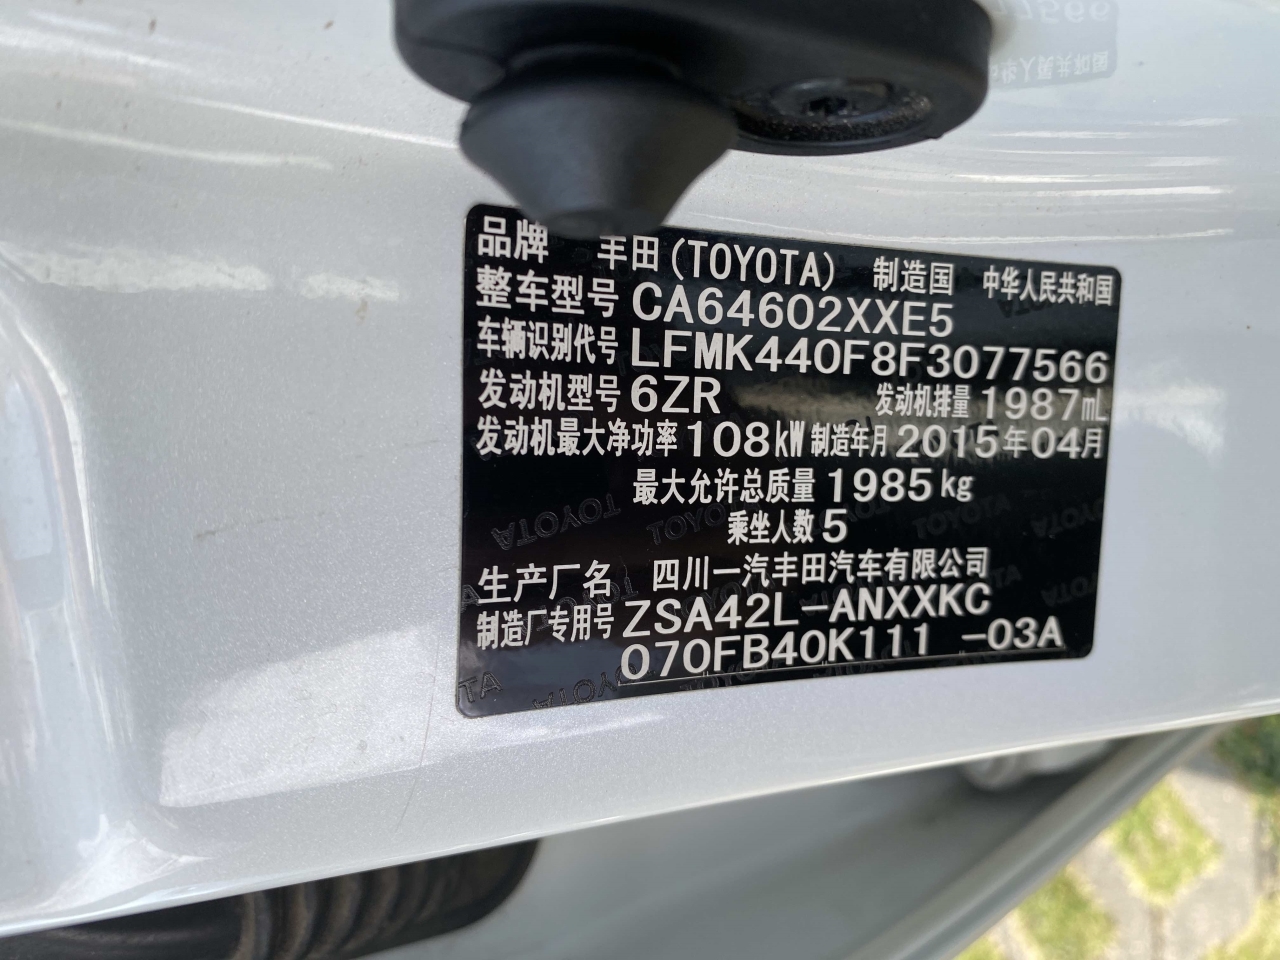 品牌 丰田(TOYOTA) 制造国 中华人民共和国
整车型号 CA64602XXE5
车辆识别代号 LFMK440F8F3077566
发动机型号 6ZR 发动机排量 1987mL
发动机最大净功率 108kW 制造年月 2015年04月
最大允许总质量 1985kg
乘坐人数 5
生产厂名 四川一汽丰田汽车有限公司
制造厂专用号 ZSA42L-ANXXKC
070FB40K111 -03A